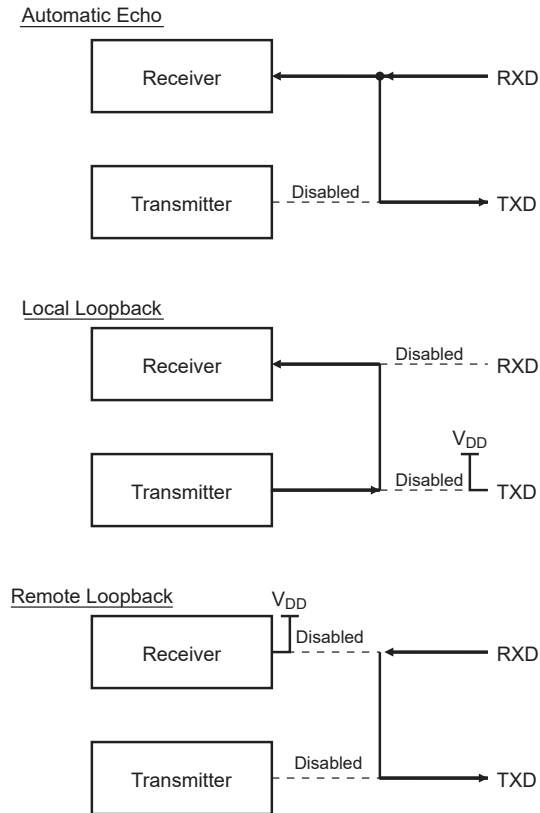 Automatic Echo
Receiver
RXD
Transmitter
Disabled
TXD
Local Loopback
Receiver
Disabled
RXD
VDD
Transmitter
Disabled
TXD
Remote Loopback
VDD
Receiver
Disabled
RXD
Transmitter
Disabled
TXD